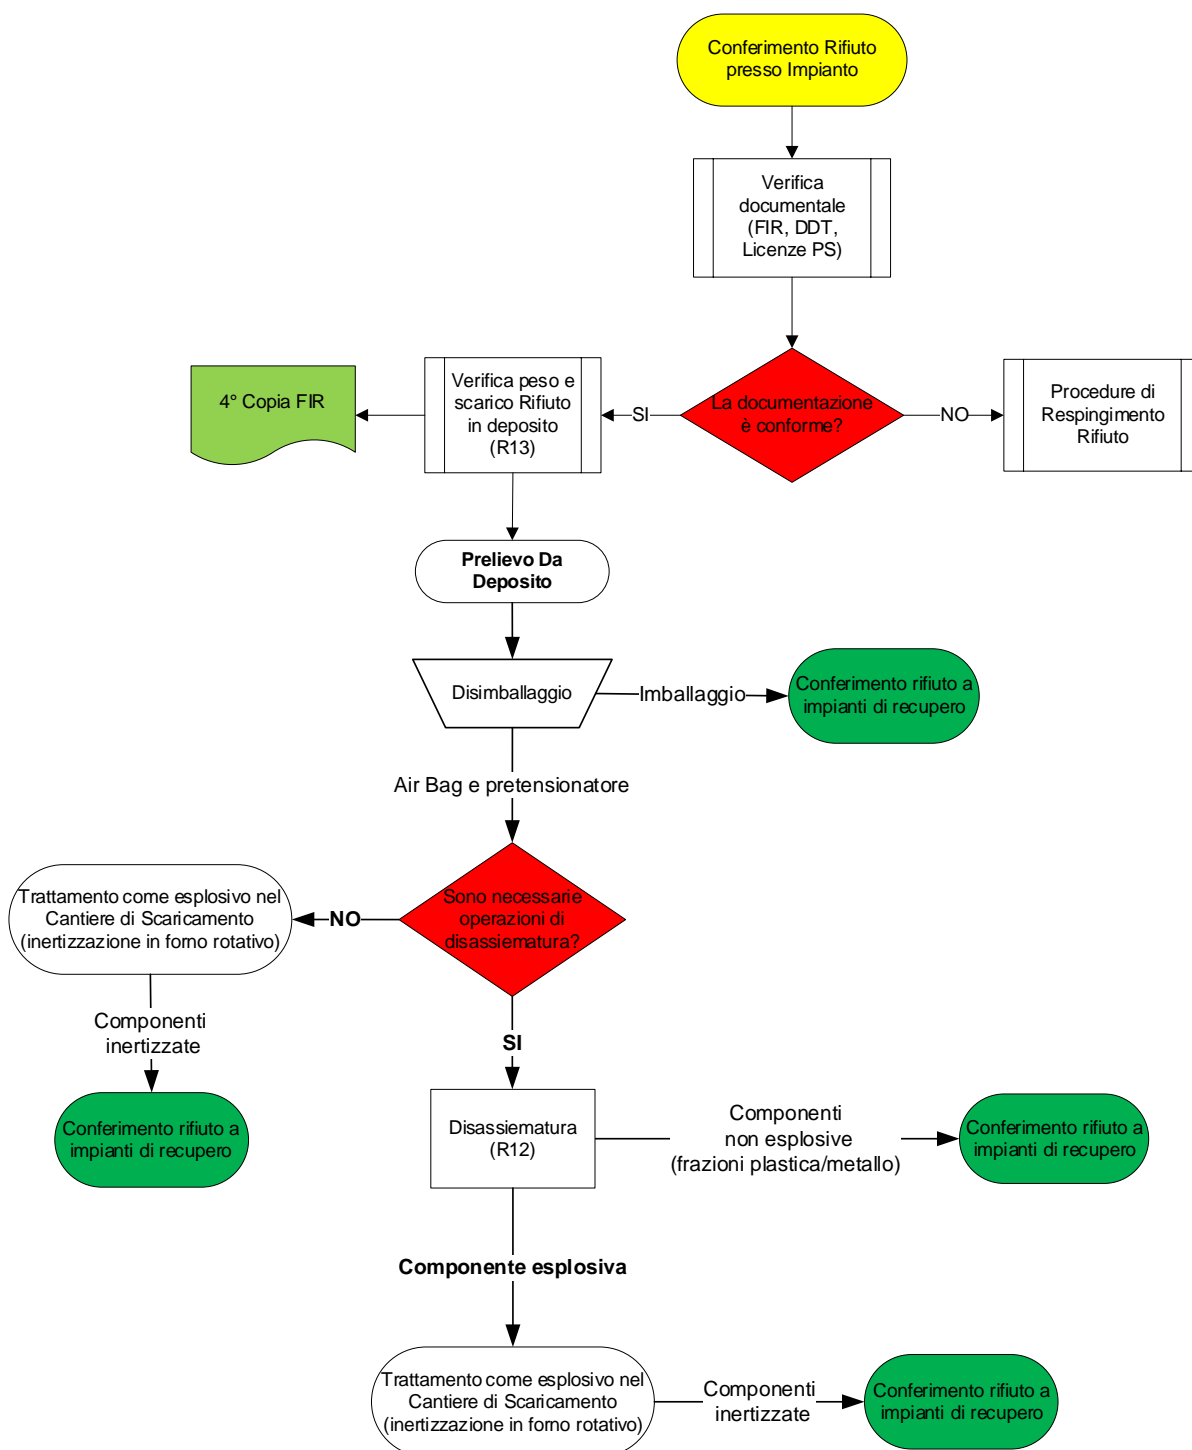 Conferimento Rifiuto
presso Impianto
Verifica
documentale
(FIR, DDT,
Licenze PS)
4° Copia FIR
Verifica peso e
scarico Rifiuto
in deposito
(R13)
SI
La documentazione
è conforme?
NO
Procedure di
Respingimento
Rifiuto
Prelievo Da
Deposito
Disimballaggio
Imballaggio
Conferimento rifiuto a
impianti di recupero
Air Bag e pretensionatore
Trattamento come esplosivo nel
Cantiere di Scaricamento
(inertizzazione in forno rotativo)
NO
Sono necessarie
operazioni di
disassiematura?
Componenti
inertizzate
SI
Conferimento rifiuto a
impianti di recupero
Disassiematura
(R12)
Componenti
non esplosive
(frazioni plastica/metallo)
Conferimento rifiuto a
impianti di recupero
Componente esplosiva
Trattamento come esplosivo nel
Cantiere di Scaricamento
(inertizzazione in forno rotativo)
Componenti
inertizzate
Conferimento rifiuto a
impianti di recupero